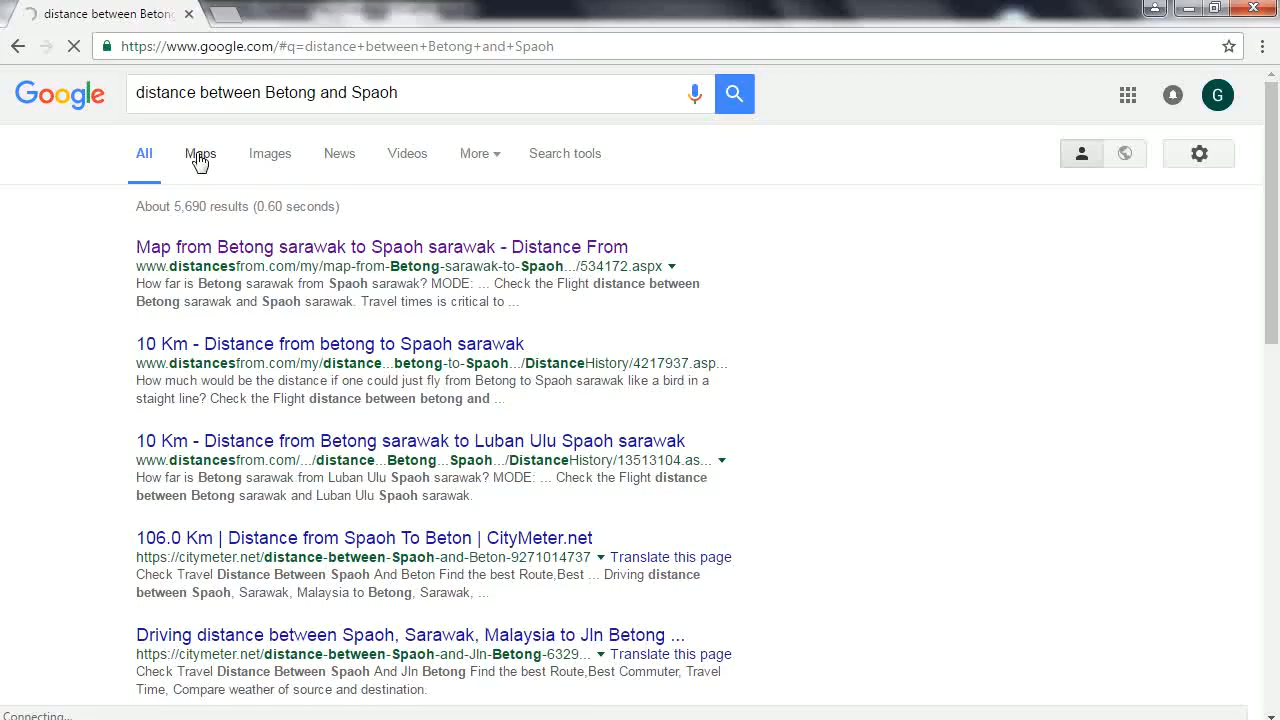 distance between Betong
https://www.google.com/#q=distance+between+Betong+and+Spaoh
Google
distance between Betong and Spaoh
G
All Maps Images News Videos More Search tools
About 5,690 results (0.60 seconds)
Map from Betong sarawak to Spaoh sarawak - Distance From
www.distancesfrom.com/my/map-from-Betong-sarawak-to-Spaoh.../534172.aspx
How far is Betong sarawak from Spaoh sarawak? MODE: ... Check the Flight distance between
Betong sarawak and Spaoh sarawak. Travel times is critical to ...
10 Km - Distance from betong to Spaoh sarawak
www.distancesfrom.com/my/distance...betong-to-Spaoh.../DistanceHistory/4217937.asp...
How much would be the distance if one could just fly from Betong to Spaoh sarawak like a bird in a
staight line? Check the Flight distance between betong and ...
10 Km - Distance from Betong sarawak to Luban Ulu Spaoh sarawak
www.distancesfrom.com/.../distance...Betong...Spaoh.../DistanceHistory/13513104.as...
How far is Betong sarawak from Luban Ulu Spaoh sarawak? MODE: ... Check the Flight distance
between Betong sarawak and Luban Ulu Spaoh sarawak.
106.0 Km | Distance from Spaoh To Beton | CityMeter.net
https://citymeter.net/distance-between-Spaoh-and-Beton-9271014737 Translate this page
Check Travel Distance Between Spaoh And Beton Find the best Route,Best ... Driving distance
between Spaoh, Sarawak, Malaysia to Betong, Sarawak, ...
Driving distance between Spaoh, Sarawak, Malaysia to Jln Betong ...
https://citymeter.net/distance-between-Spaoh-and-Jln-Betong-6329... Translate this page
Check Travel Distance Between Spaoh And Jln Betong Find the best Route,Best Commuter, Travel
Time, Compare weather of source and destination.
Connecting...